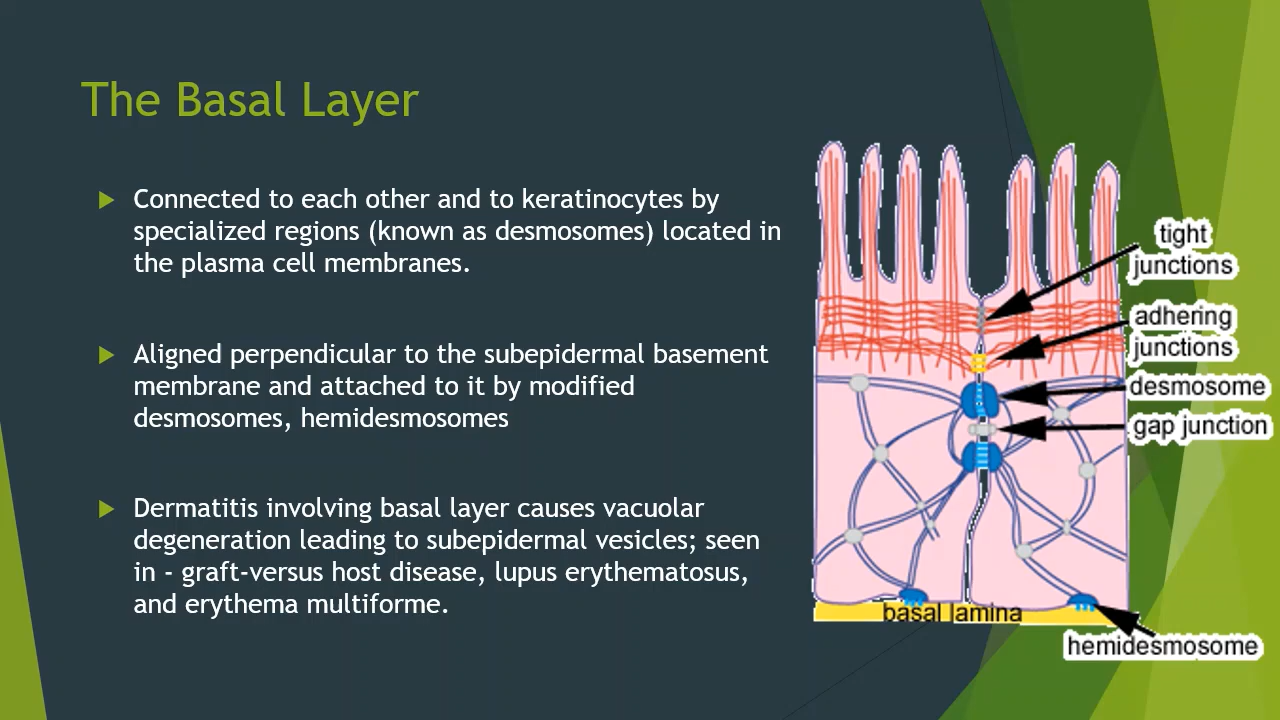 The Basal Layer
Connected to each other and to keratinocytes by
specialized regions (known as desmosomes) located in
the plasma cell membranes.
Aligned perpendicular to the subepidermal basement
membrane and attached to it by modified
desmosomes, hemidesmosomes
Dermatitis involving basal layer causes vacuolar
degeneration leading to subepidermal vesicles; seen
in - graft-versus host disease, lupus erythematosus,
and erythema multiforme.
tight
junctions
adhering
junctions
desmosome
gap junction
basal lamina
hemidesmosome